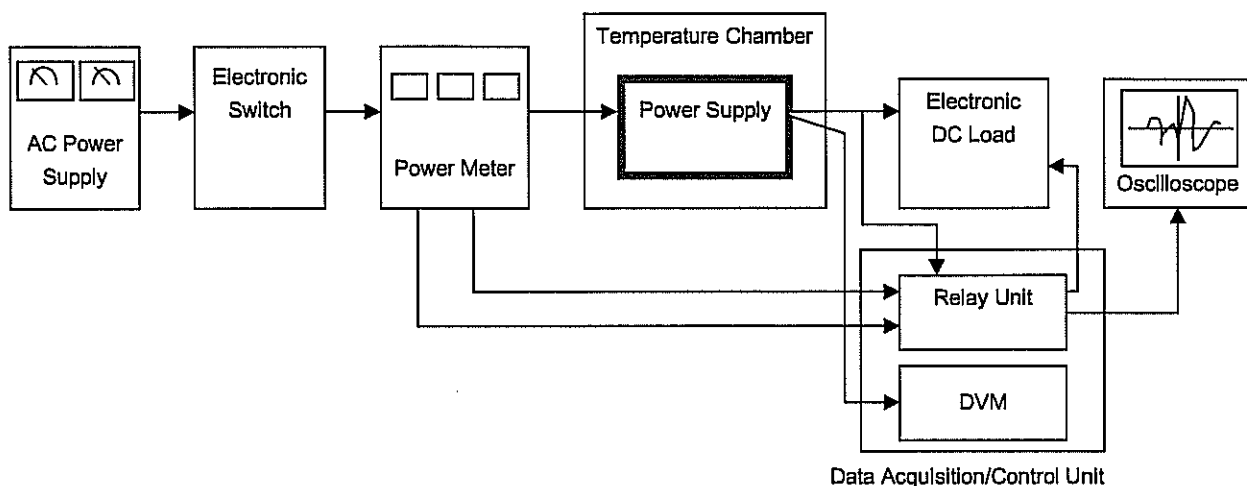 Temperature Chamber
Electronic
Switch
Power Supply
Electronic
DC Load
AC Power
Supply
Power Meter
Oscilloscope
Relay Unit
DVM
Data Acquisition/Control Unit